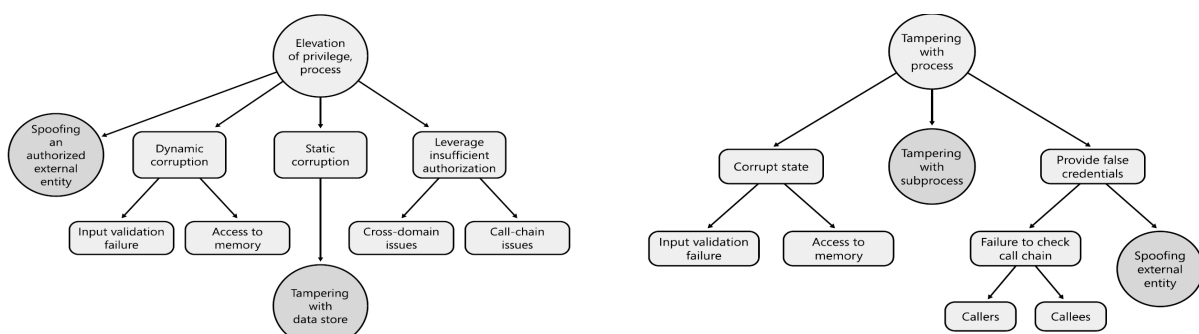 Elevation
of privilege,
process
Spoofing
an
authorized
external
entity
Dynamic
corruption
Static
corruption
Leverage
insufficient
authorization
Input validation
failure
Access to
memory
Cross-domain
issues
Call-chain
issues
Tampering
with
data store
Tampering
with
process
Corrupt state
Tampering
with
subprocess
Provide false
credentials
Input validation
failure
Access to
memory
Failure to check
call chain
Spoofing
external
entity
Callers
Callees